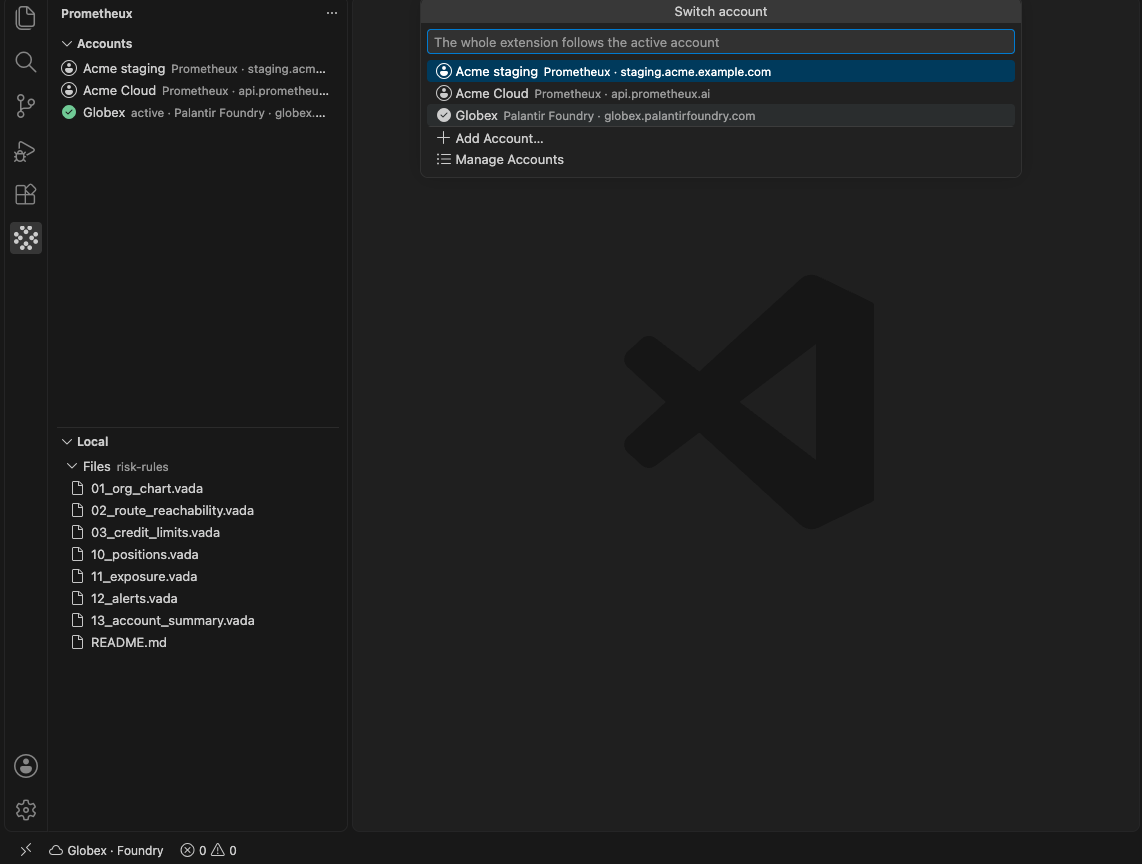 Prometheux
Accounts
Acme staging Prometheux · staging.acm...
Acme Cloud Prometheux · api.prometheu...
Globex active · Palantir Foundry · globex....
Switch account
The whole extension follows the active account
Acme staging Prometheux · staging.acme.example.com
Acme Cloud Prometheux · api.prometheux.ai
Globex Palantir Foundry · globex.palantirfoundry.com
Add Account...
Manage Accounts
Local
Files risk-rules
01_org_chart.vada
02_route_reachability.vada
03_credit_limits.vada
10_positions.vada
11_exposure.vada
12_alerts.vada
13_account_summary.vada
README.md
Globex · Foundry 0 0